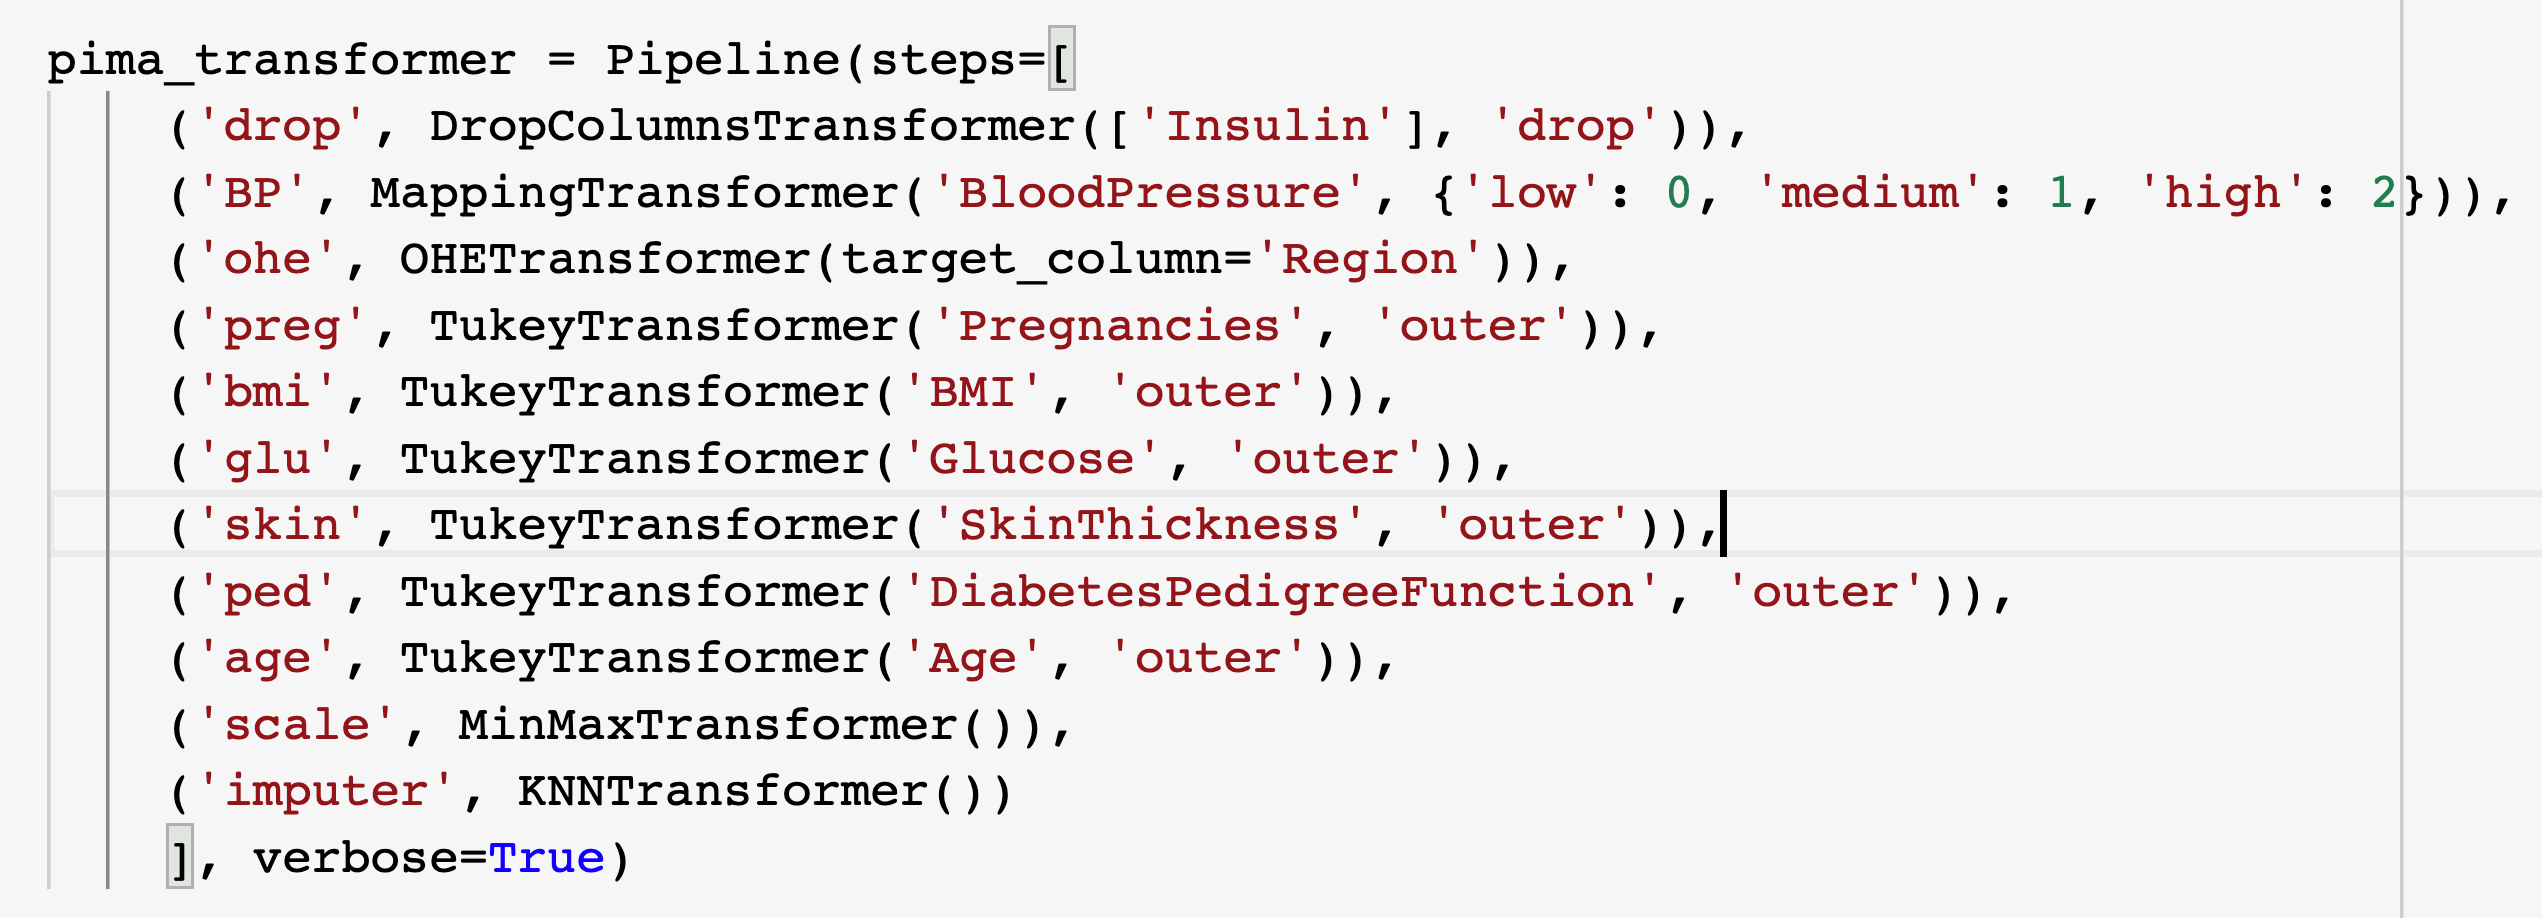 pima_transformer = Pipeline(steps=[
    ('drop', DropColumnsTransformer(['Insulin'], 'drop')),
    ('BP', MappingTransformer('BloodPressure', {'low': 0, 'medium': 1, 'high': 2})),
    ('ohe', OHETransformer(target_column='Region')),
    ('preg', TukeyTransformer('Pregnancies', 'outer')),
    ('bmi', TukeyTransformer('BMI', 'outer')),
    ('glu', TukeyTransformer('Glucose', 'outer')),
    ('skin', TukeyTransformer('SkinThickness', 'outer')),
    ('ped', TukeyTransformer('DiabetesPedigreeFunction', 'outer')),
    ('age', TukeyTransformer('Age', 'outer')),
    ('scale', MinMaxTransformer()),
    ('imputer', KNNTransformer())
    ], verbose=True)